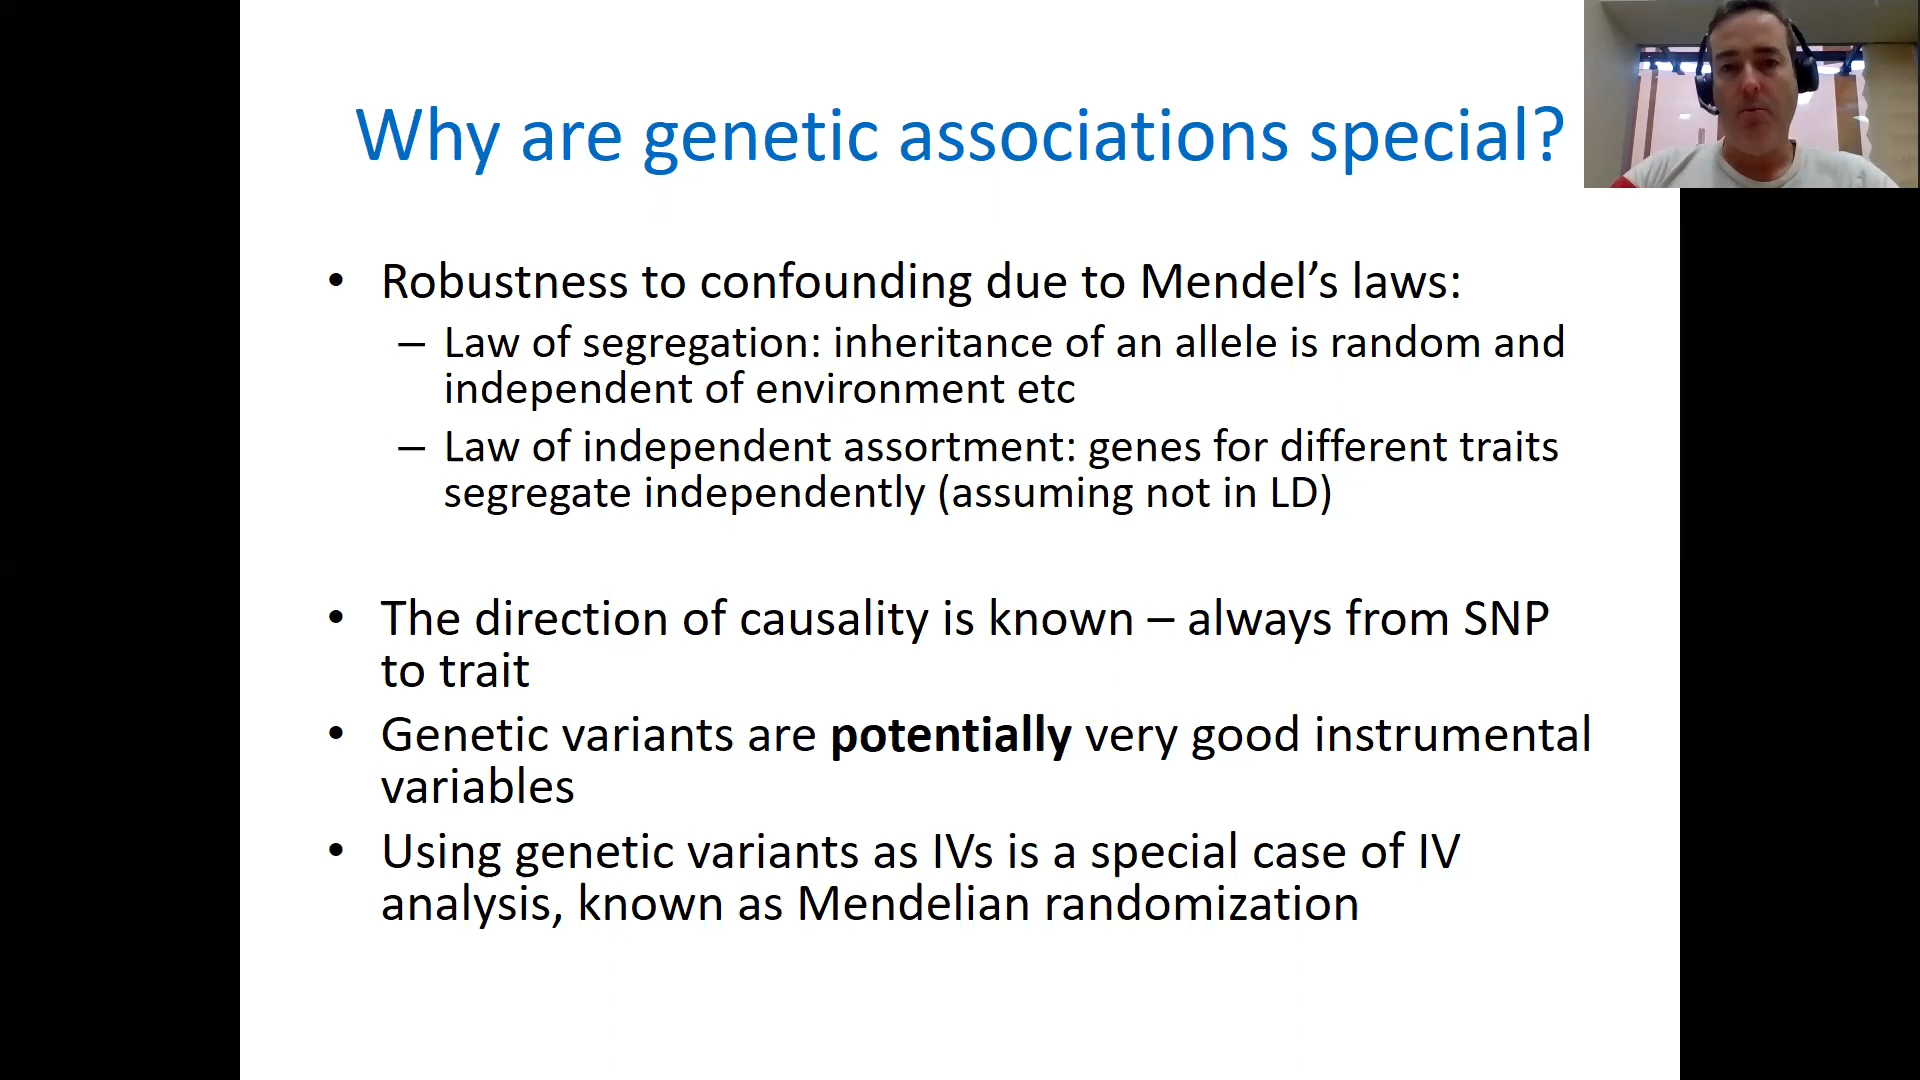 Why are genetic associations special?
• Robustness to confounding due to Mendel’s laws:
– Law of segregation: inheritance of an allele is random and
independent of environment etc
– Law of independent assortment: genes for different traits
segregate independently (assuming not in LD)
• The direction of causality is known – always from SNP
to trait
• Genetic variants are potentially very good instrumental
variables
• Using genetic variants as IVs is a special case of IV
analysis, known as Mendelian randomization